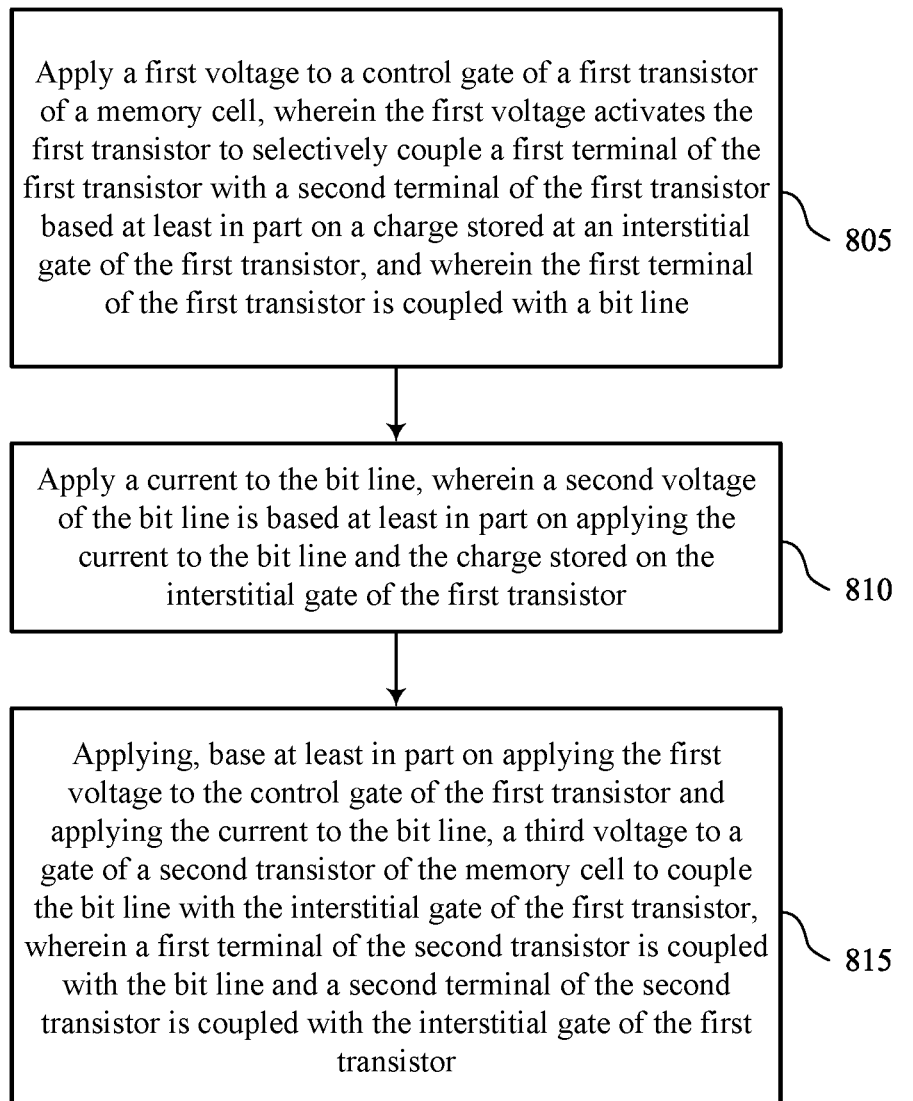 Apply a first voltage to a control gate of a first transistor
of a memory cell, wherein the first voltage activates the
first transistor to selectively couple a first terminal of the
first transistor with a second terminal of the first transistor
based at least in part on a charge stored at an interstitial
gate of the first transistor, and wherein the first terminal
of the first transistor is coupled with a bit line
805
Apply a current to the bit line, wherein a second voltage
of the bit line is based at least in part on applying the
current to the bit line and the charge stored on the
interstitial gate of the first transistor
810
Applying, base at least in part on applying the first
voltage to the control gate of the first transistor and
applying the current to the bit line, a third voltage to a
gate of a second transistor of the memory cell to couple
the bit line with the interstitial gate of the first transistor,
wherein a first terminal of the second transistor is coupled
with the bit line and a second terminal of the second
transistor is coupled with the interstitial gate of the first
transistor
815